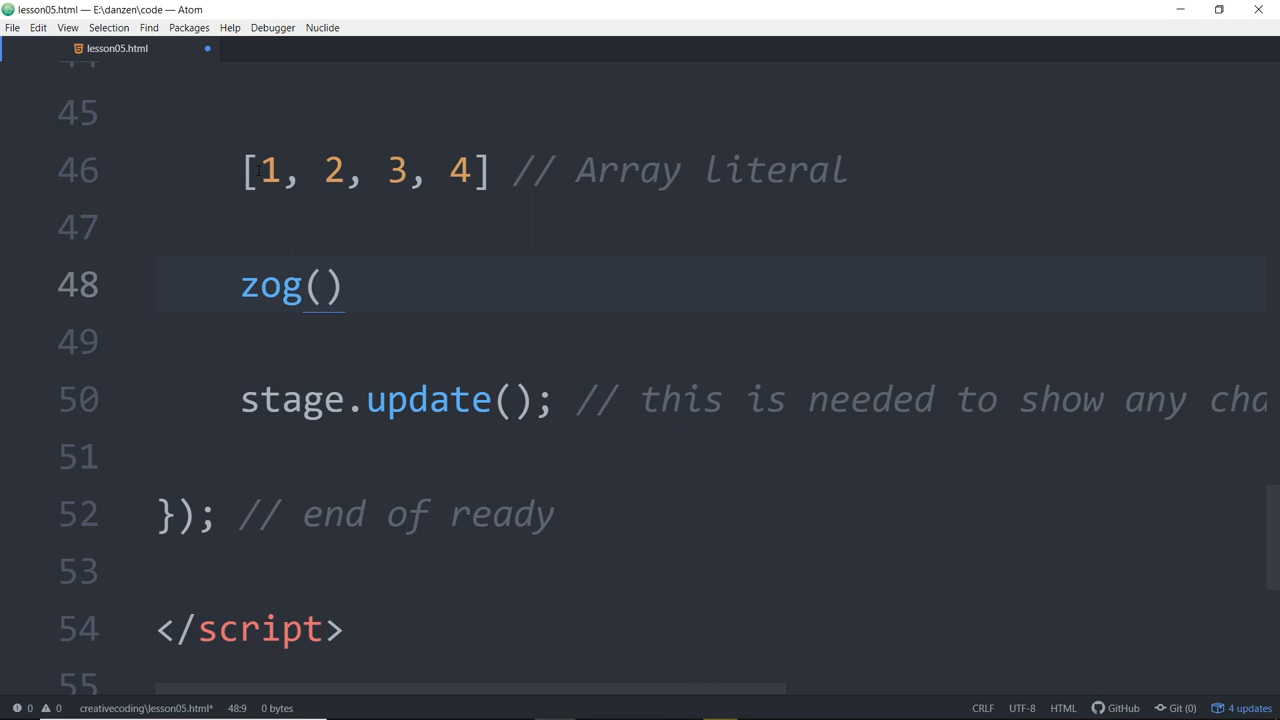 lesson05.html — E:\danzen\code — Atom
File Edit View Selection Find Packages Help Debugger Nuclide
lesson05.html
44
45
46 [1, 2, 3, 4] // Array literal
47
48 zog()
49
50 stage.update(); // this is needed to show any cha
51
52 }); // end of ready
53
54 </script>
55
0 0 creativecoding\lesson05.html* 48:9 0 bytes CRLF UTF-8 HTML GitHub Git (0) 4 updates